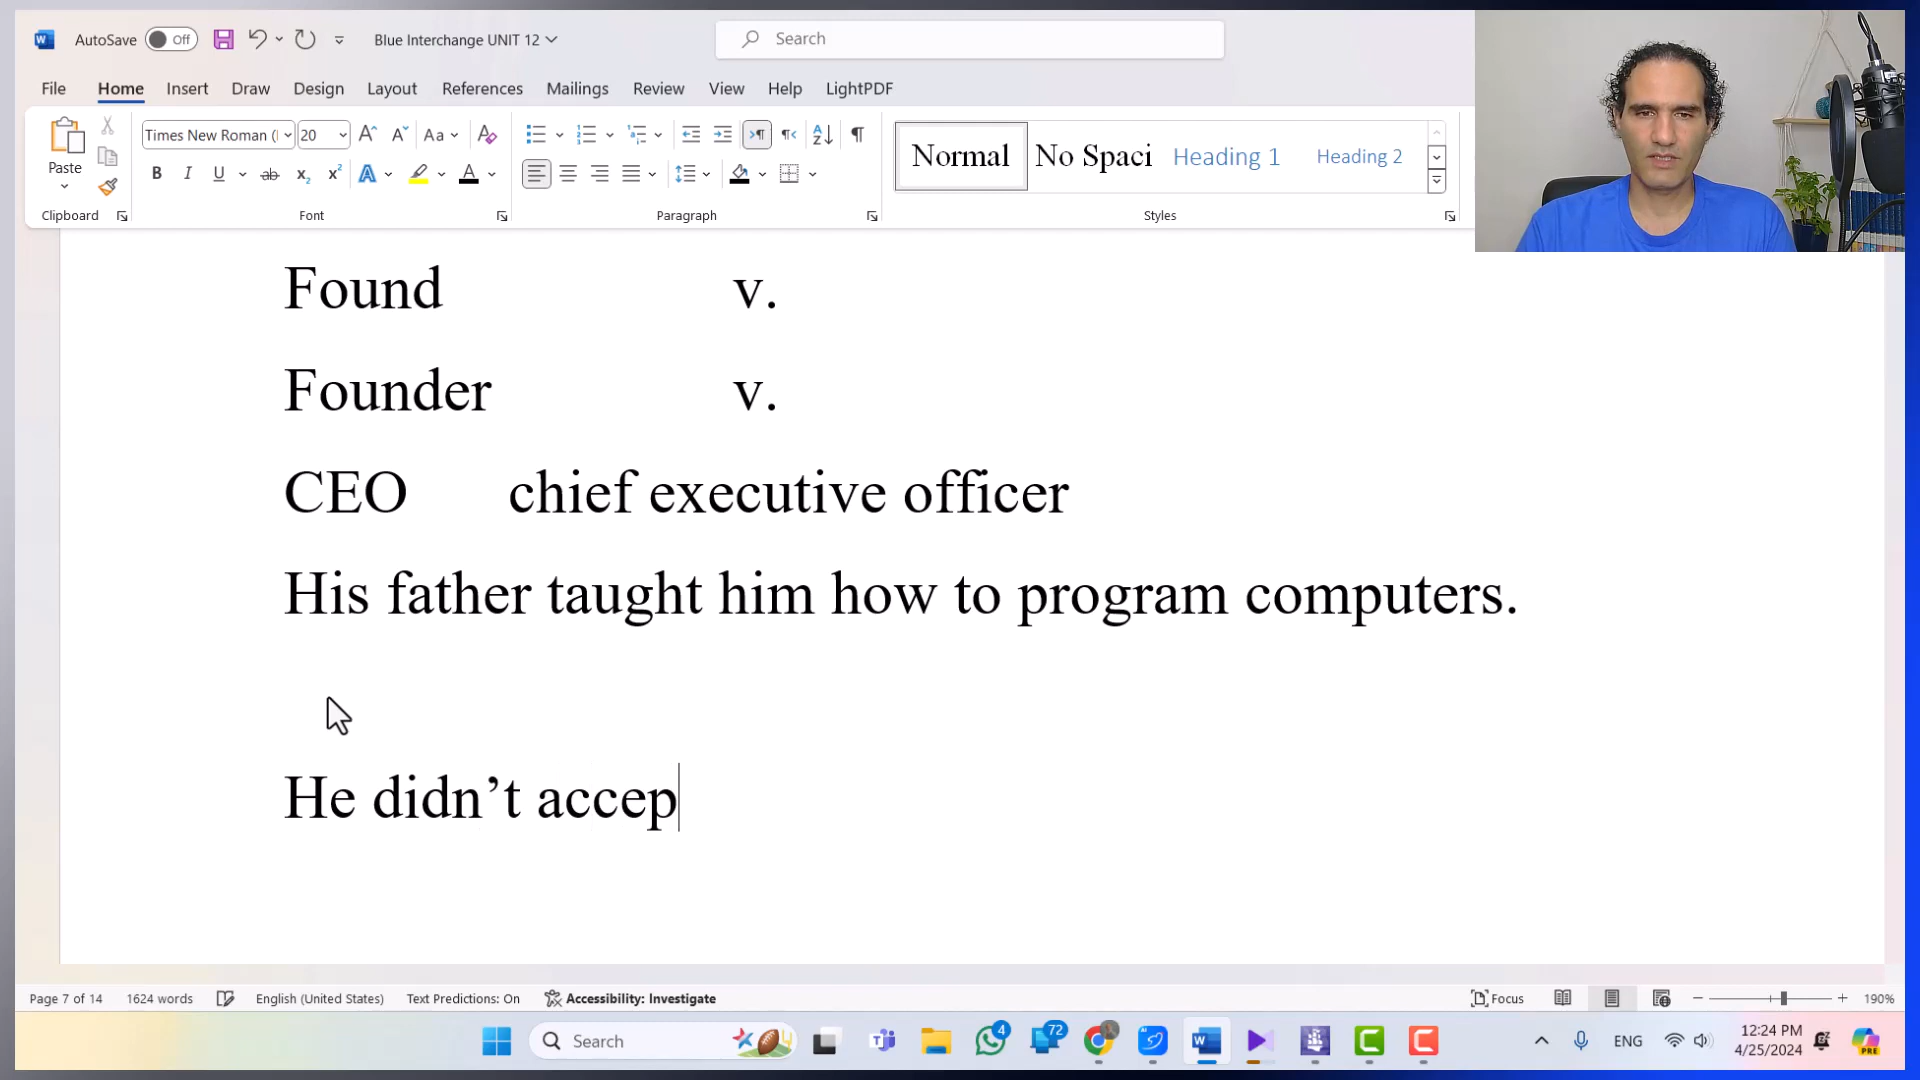 AutoSave Off Blue Interchange UNIT 12 Search
File Home Insert Draw Design Layout References Mailings Review View Help LightPDF
Paste Times New Roman ( 20 Aa Normal No Spaci Heading 1 Heading 2
Clipboard Font Paragraph Styles
Found v.
Founder v.
CEO chief executive officer
His father taught him how to program computers.
He didn’t accep
Page 7 of 14 1624 words English (United States) Text Predictions: On Accessibility: Investigate Focus 190%
Search 4 72 ENG 12:24 PM
4/25/2024
PRE